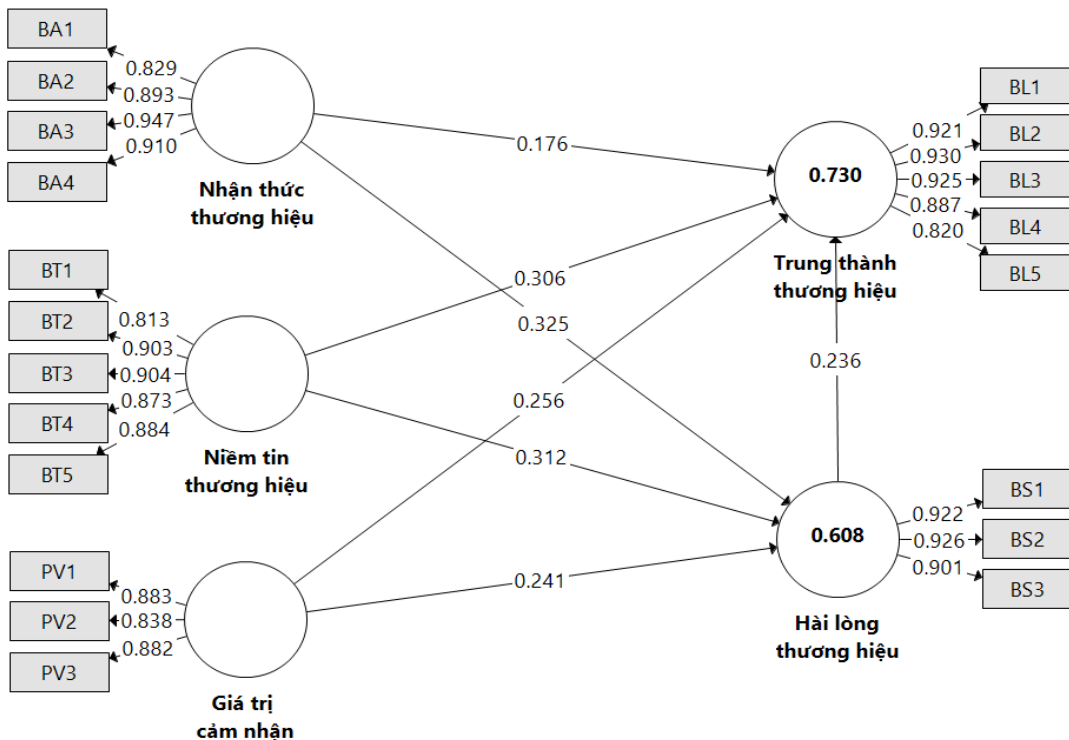 BA1
BA2
BA3
BA4
0.829
0.893
0.947
0.910
Nhận thức
thương hiệu
BT1
BT2
BT3
BT4
BT5
0.813
0.903
0.904
0.873
0.884
Niềm tin
thương hiệu
PV1
PV2
PV3
0.883
0.838
0.882
Giá trị
cảm nhận
0.176
0.306
0.325
0.256
0.312
0.241
0.236
0.730
Trung thành
thương hiệu
0.921
0.930
0.925
0.887
0.820
BL1
BL2
BL3
BL4
BL5
0.608
Hài lòng
thương hiệu
0.922
0.926
0.901
BS1
BS2
BS3